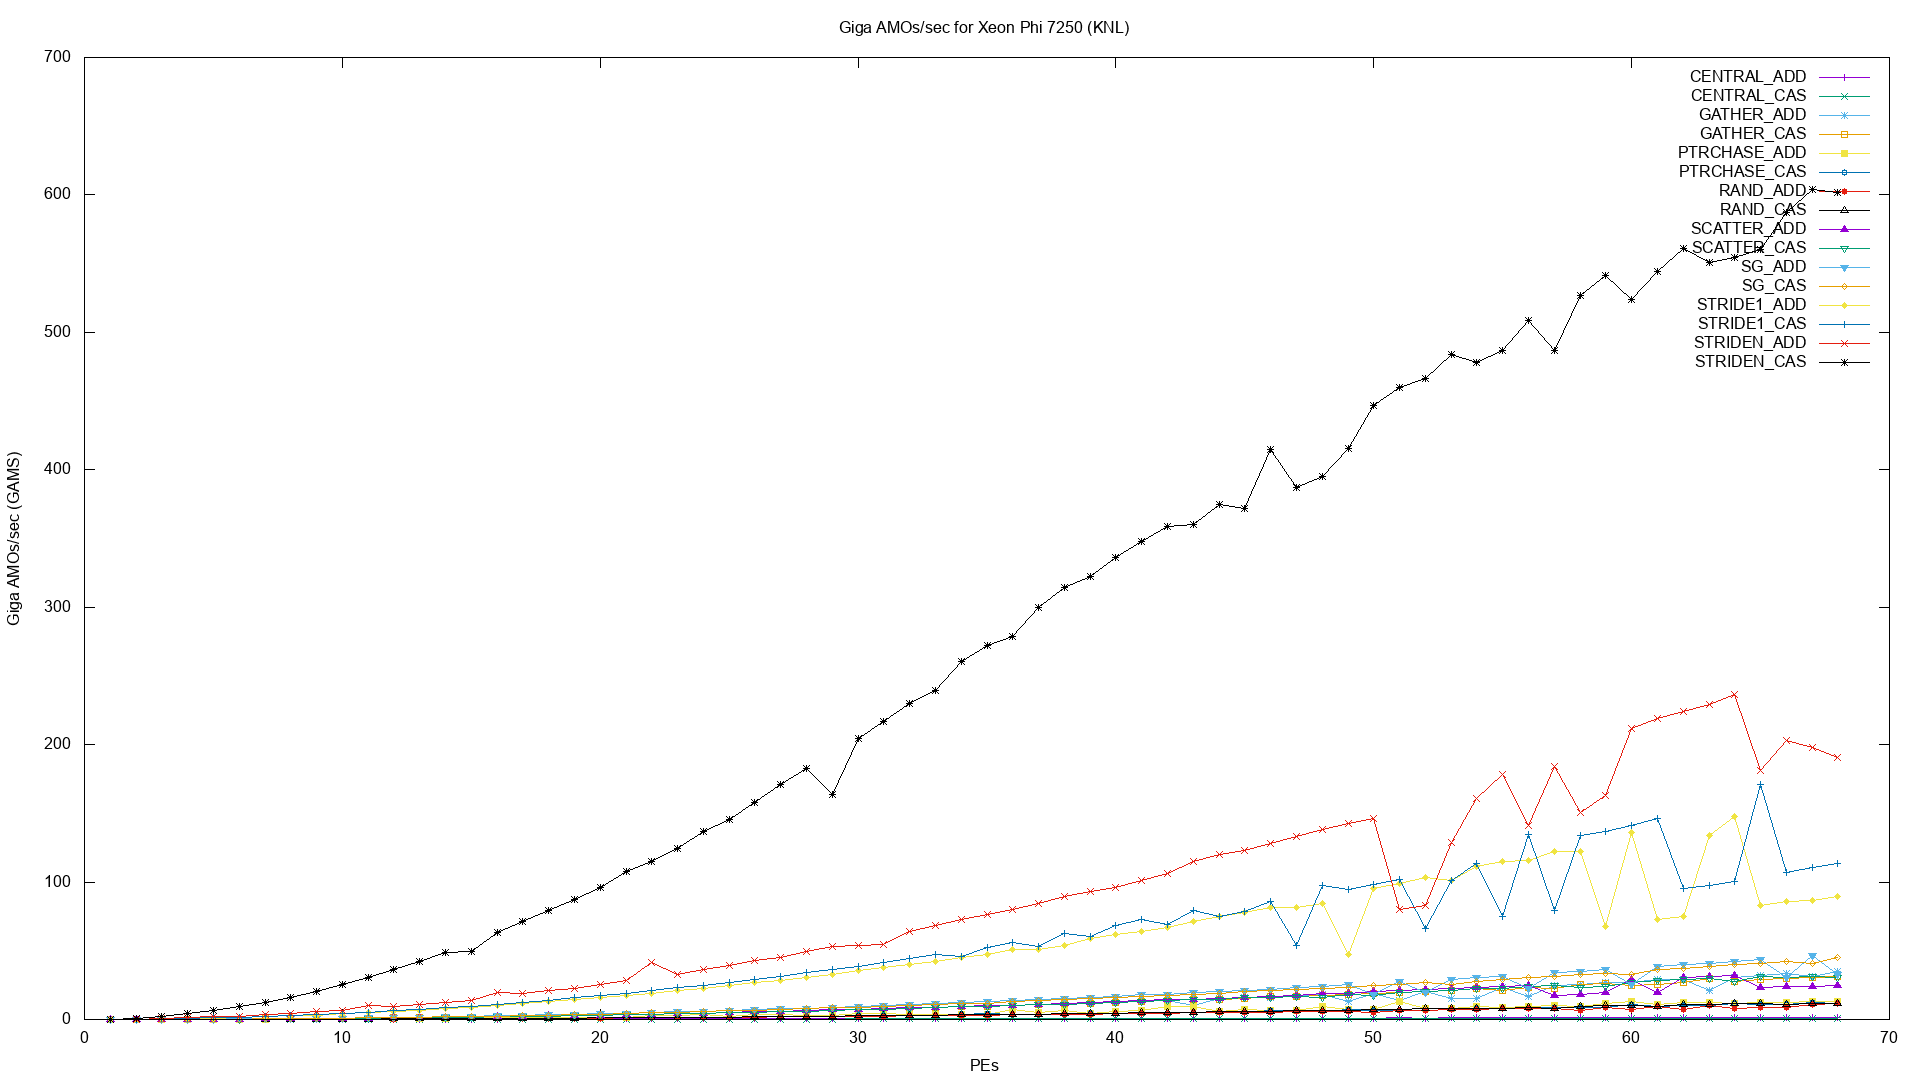 Giga AMOs/sec for Xeon Phi 7250 (KNL)
700
600
500
400
300
200
100
0
Giga AMOs/sec (GAMS)
CENTRAL_ADD
CENTRAL_CAS
GATHER_ADD
GATHER_CAS
PTRCHASE_ADD
PTRCHASE_CAS
RAND_ADD
RAND_CAS
SCATTER_ADD
SCATTER_CAS
SG_ADD
SG_CAS
STRIDE1_ADD
STRIDE1_CAS
STRIDEN_ADD
STRIDEN_CAS
0 10 20 30 40 50 60 70
PEs